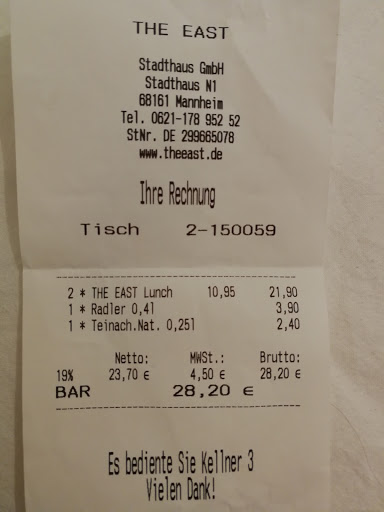 THE EAST
Stadthaus GmbH
Stadthaus N1
68161 Mannheim
Tel. 0621-178 952 52
StNr. DE 299665078
www.theeast.de
Ihre Rechnung
Tisch 2-150059
2 * THE EAST Lunch 10,95 21,90
1 * Radler 0,4l 3,90
1 * Teinach.Nat. 0,25l 2,40
Netto: MWSt.: Brutto:
19% 23,70 € 4,50 € 28,20 €
BAR 28,20 €
Es bediente Sie Kellner 3
Vielen Dank!